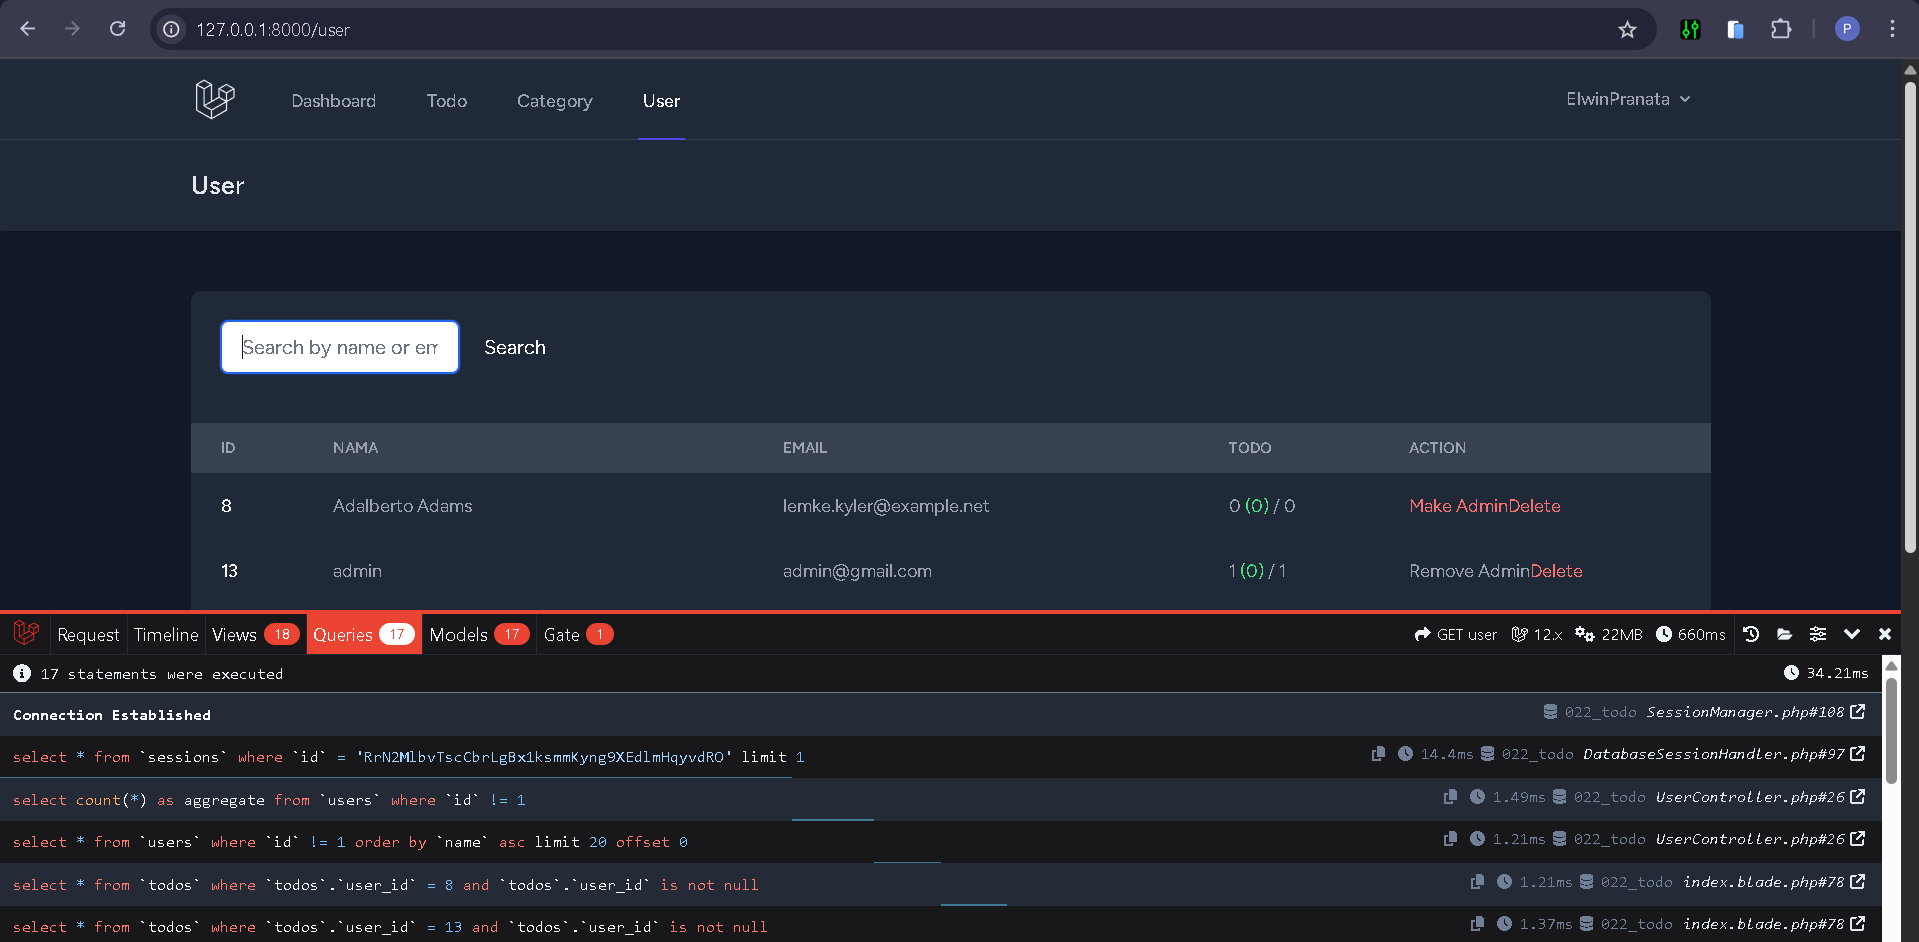 127.0.0.1:8000/user
P
Dashboard Todo Category User ElwinPranata
User
Search by name or em Search
ID NAMA EMAIL TODO ACTION
8 Adalberto Adams lemke.kyler@example.net 0 (0) / 0 Make AdminDelete
13 admin admin@gmail.com 1 (0) / 1 Remove AdminDelete
Request Timeline Views 18 Queries 17 Models 17 Gate 1 GET user 12.x 22MB 660ms
17 statements were executed 34.21ms
Connection Established 022_todo SessionManager.php#108
select * from `sessions` where `id` = 'RrN2MlbvTscCbrLgBx1ksmmKyng9XEdlmHqyvdRO' limit 1 14.4ms 022_todo DatabaseSessionHandler.php#97
select count(*) as aggregate from `users` where `id` != 1 1.49ms 022_todo UserController.php#26
select * from `users` where `id` != 1 order by `name` asc limit 20 offset 0 1.21ms 022_todo UserController.php#26
select * from `todos` where `todos`.`user_id` = 8 and `todos`.`user_id` is not null 1.21ms 022_todo index.blade.php#78
select * from `todos` where `todos`.`user_id` = 13 and `todos`.`user_id` is not null 1.37ms 022_todo index.blade.php#78